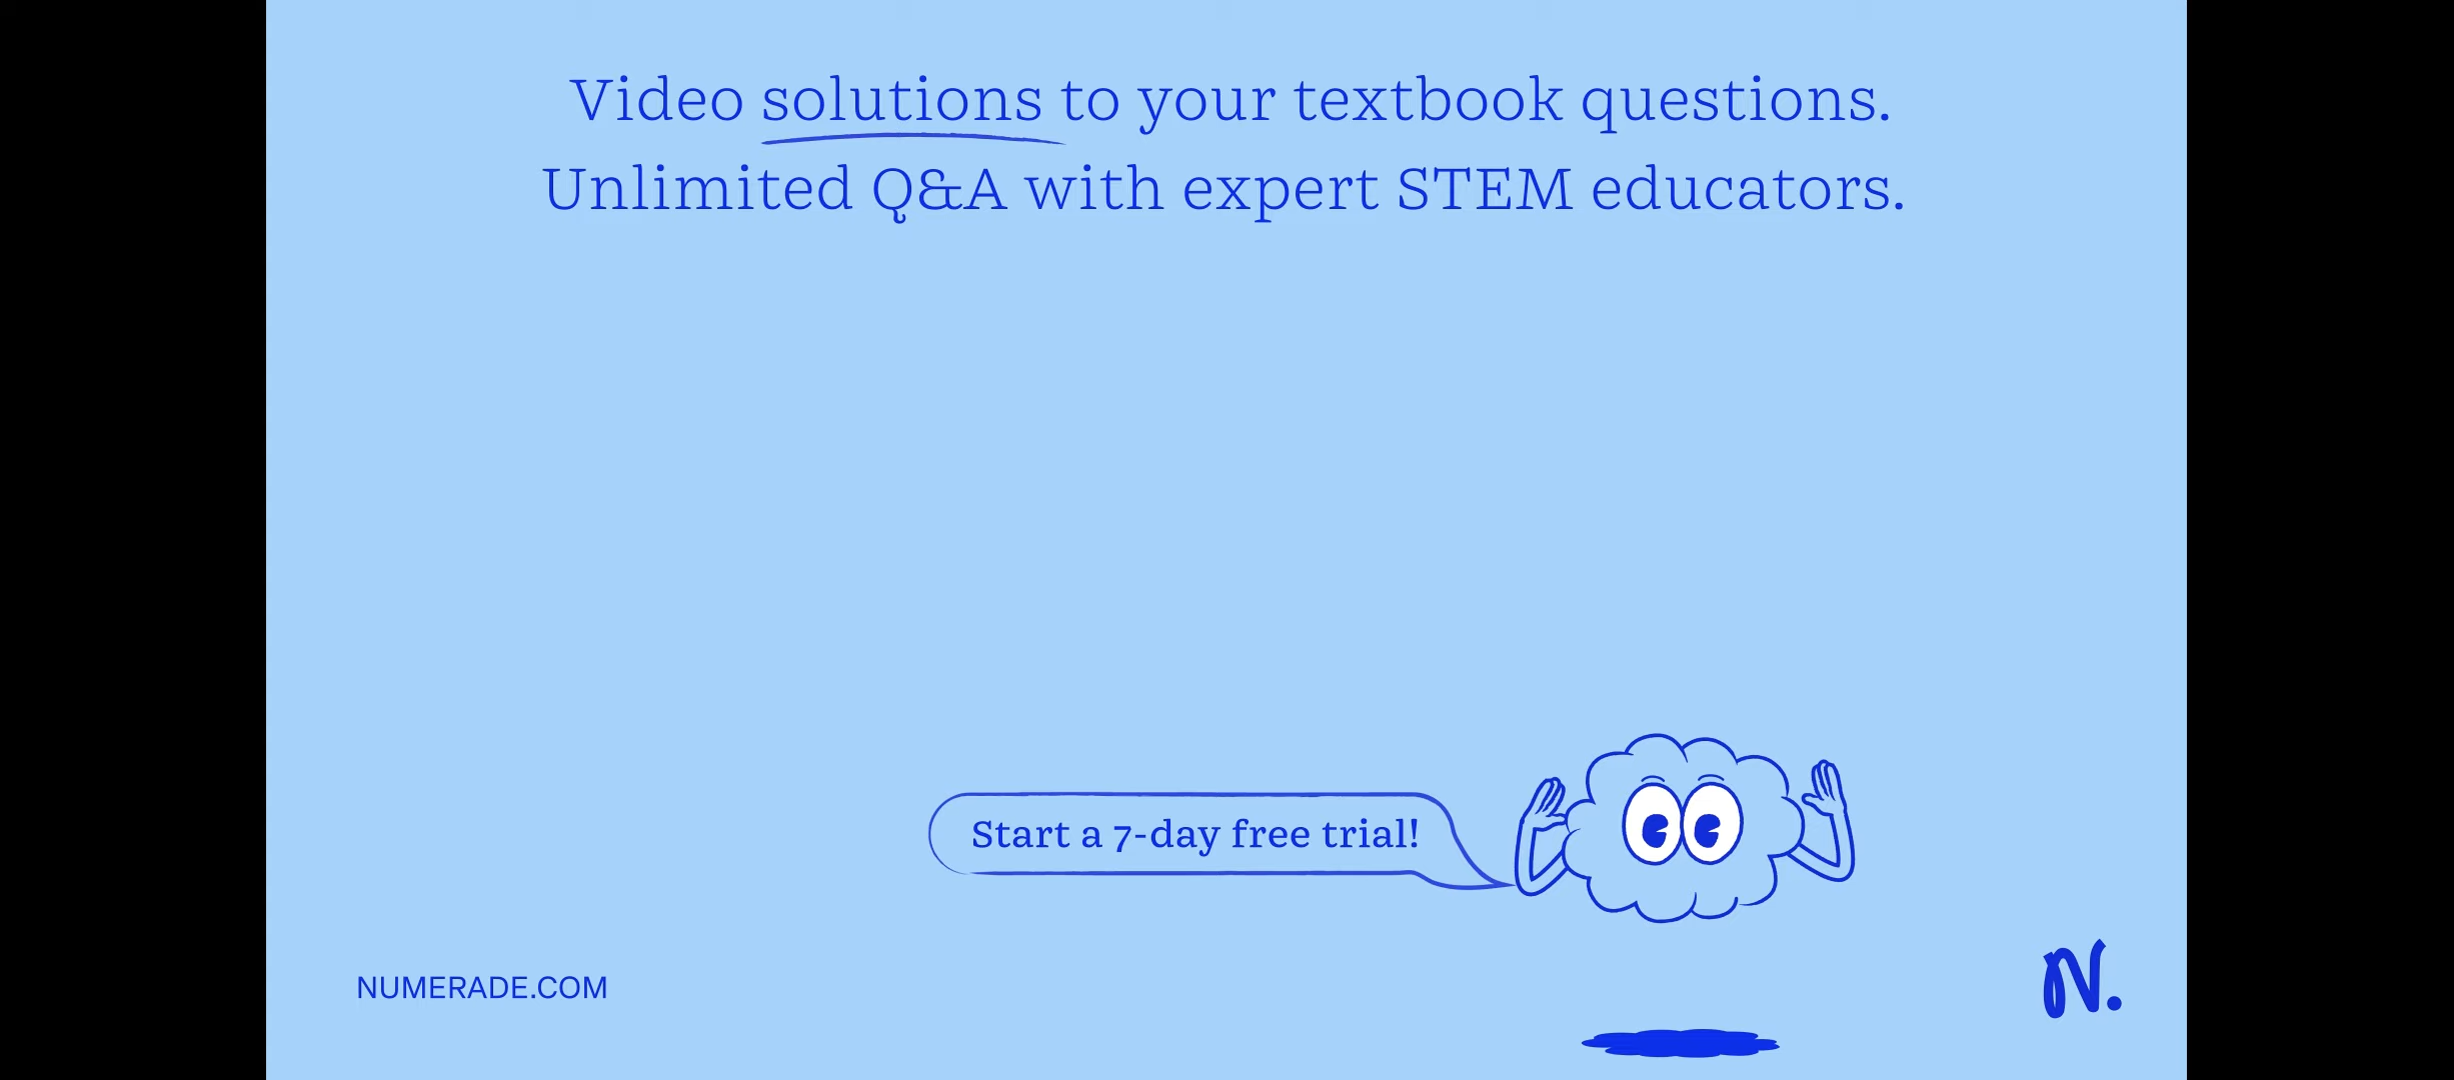 Video solutions to your textbook questions.
Unlimited Q&A with expert STEM educators.
Start a 7-day free trial!
NUMERADE.COM
N.